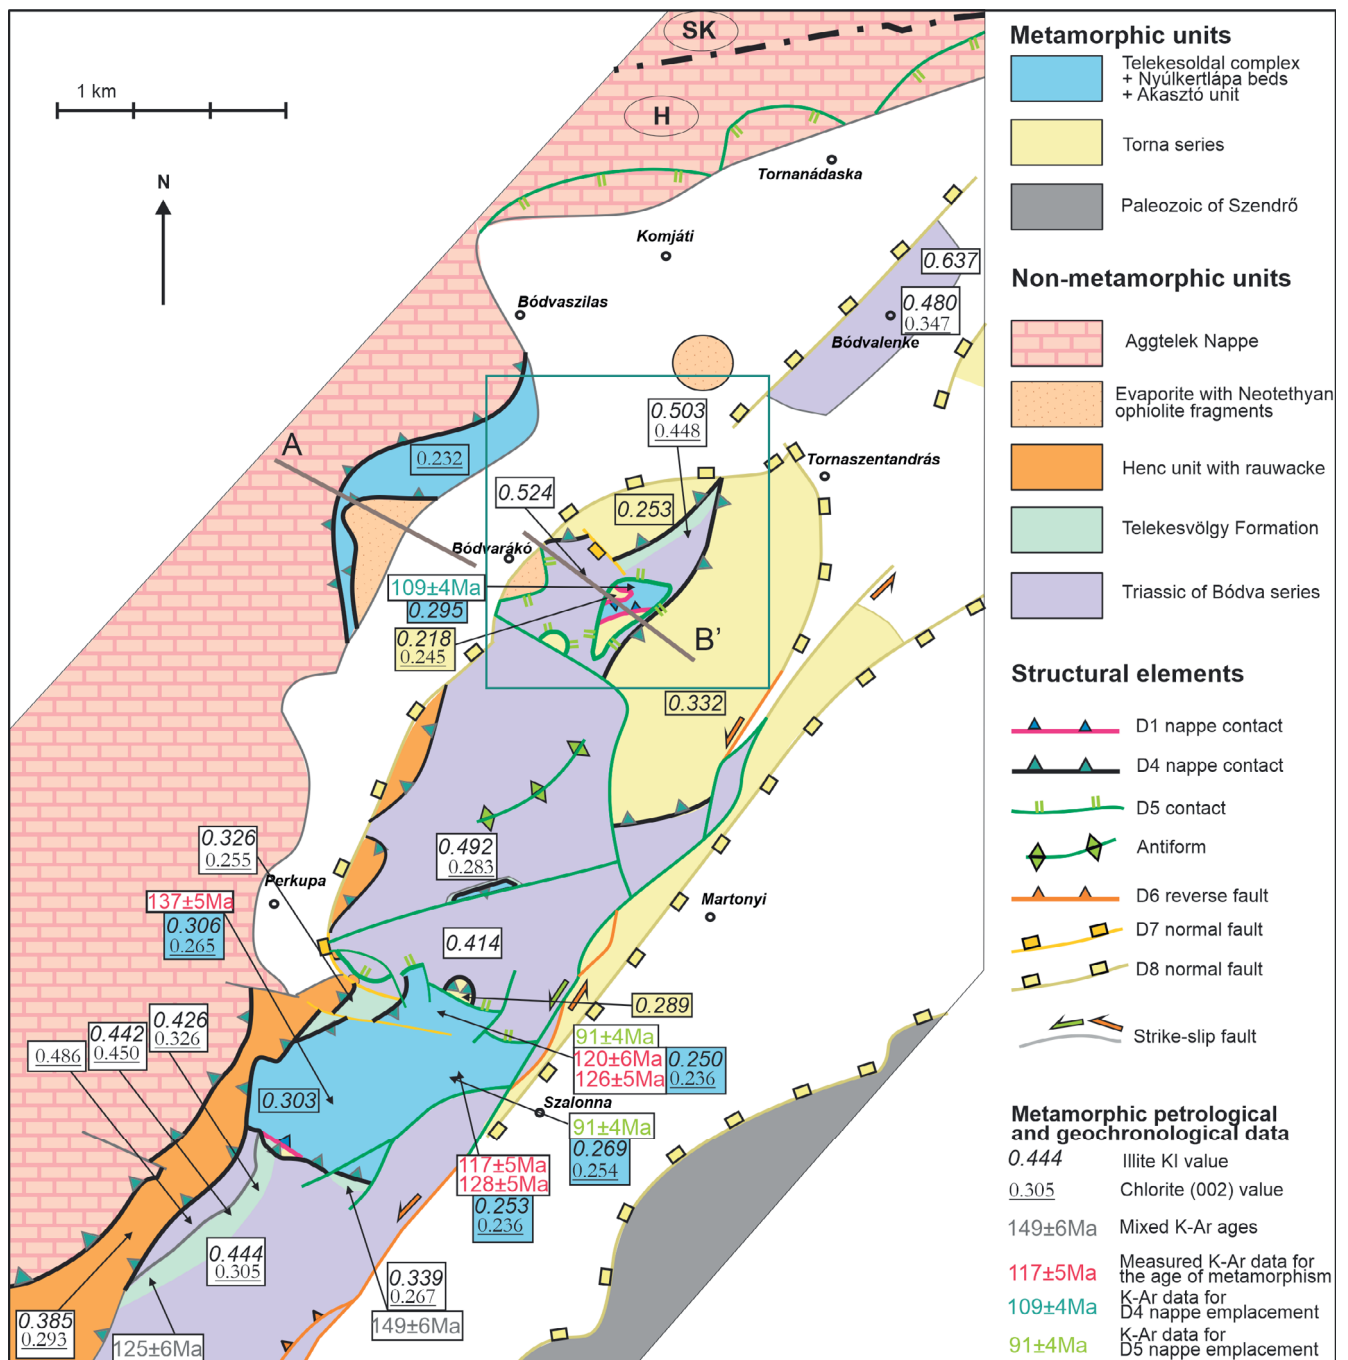 SK
H
1 km
N
Tornanádaska
Komjáti
Bódvaszilas
0.637
0.480
0.347
Bódvalenke
0.503
0.448
A
0.232
Tornaszentandrás
0.524
0.253
Bódvarákó
109±4Ma
0.295
0.218
0.245
B’
0.332
0.326
0.255
0.492
0.283
Perkupa
137±5Ma
0.306
0.265
Martonyi
0.414
0.289
0.426
0.326
0.442
0.450
0.486
91±4Ma
120±6Ma
126±5Ma
0.250
0.236
0.303
Szalonna
91±4Ma
0.269
0.254
117±5Ma
128±5Ma
0.253
0.236
0.444
0.305
0.339
0.267
149±6Ma
0.385
0.293
125±6Ma
Metamorphic units
Telekesoldal complex
+ Nyúlkertlápa beds
+ Akasztó unit
Torna series
Paleozoic of Szendrő
Non-metamorphic units
Aggtelek Nappe
Evaporite with Neotethyan
ophiolite fragments
Henc unit with rauwacke
Telekesvölgy Formation
Triassic of Bódva series
Structural elements
D1 nappe contact
D4 nappe contact
D5 contact
Antiform
D6 reverse fault
D7 normal fault
D8 normal fault
Strike-slip fault
Metamorphic petrological
and geochronological data
0.444 Illite KI value
0.305 Chlorite (002) value
149±6Ma Mixed K-Ar ages
117±5Ma Measured K-Ar data for
the age of metamorphism
109±4Ma K-Ar data for
D4 nappe emplacement
91±4Ma K-Ar data for
D5 nappe emplacement